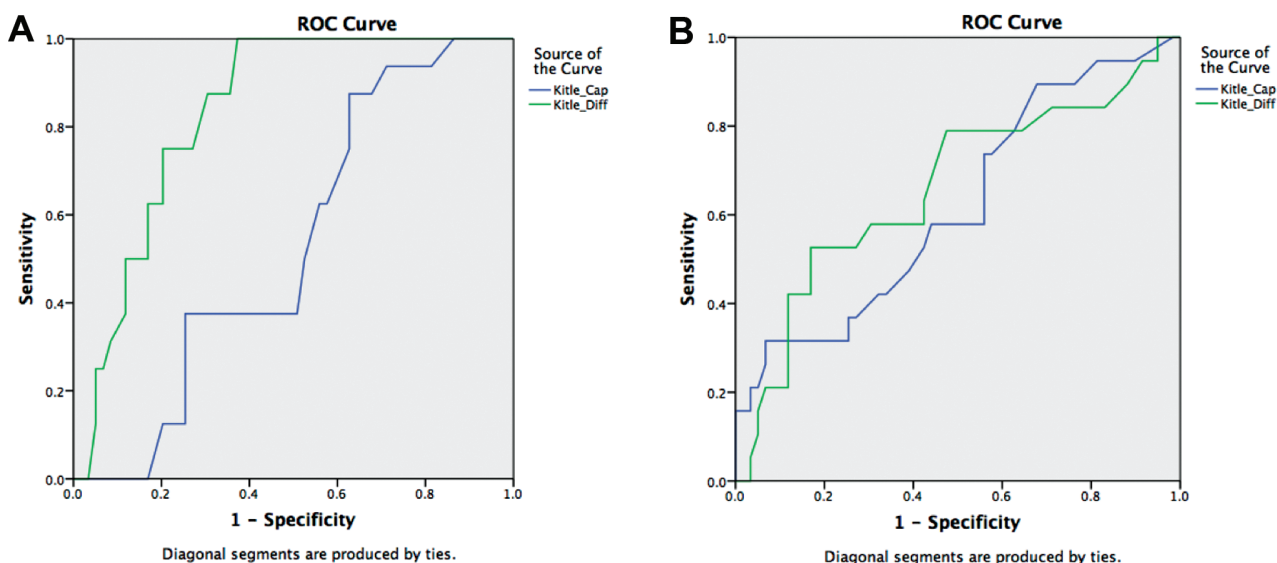 A
ROC Curve
Source of
the Curve
Kitle_Cap
Kitle_Diff
1.0
0.8
0.6
0.4
0.2
0.0
Sensitivity
0.0 0.2 0.4 0.6 0.8 1.0
1 - Specificity
Diagonal segments are produced by ties.
B
ROC Curve
Source of
the Curve
Kitle_Cap
Kitle_Diff
1.0
0.8
0.6
0.4
0.2
0.0
Sensitivity
0.0 0.2 0.4 0.6 0.8 1.0
1 - Specificity
Diagonal segments are produced by ties.